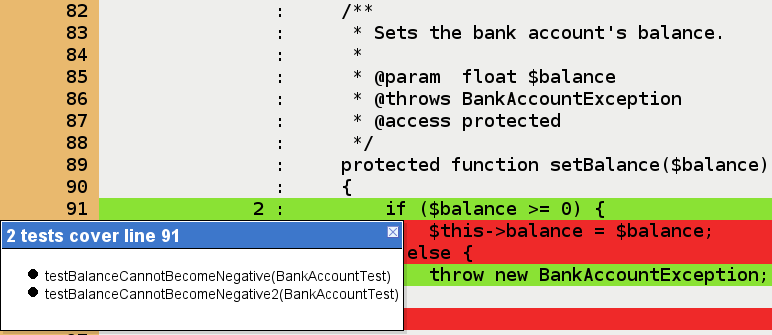 82 : /**
83 : * Sets the bank account's balance.
84 : *
85 : * @param float $balance
86 : * @throws BankAccountException
87 : * @access protected
88 : */
89 : protected function setBalance($balance)
90 : {
91 2 : if ($balance >= 0) {
2 tests cover line 91
$this->balance = $balance;
else {
testBalanceCannotBecomeNegative(BankAccountTest)
throw new BankAccountException;
testBalanceCannotBecomeNegative2(BankAccountTest)